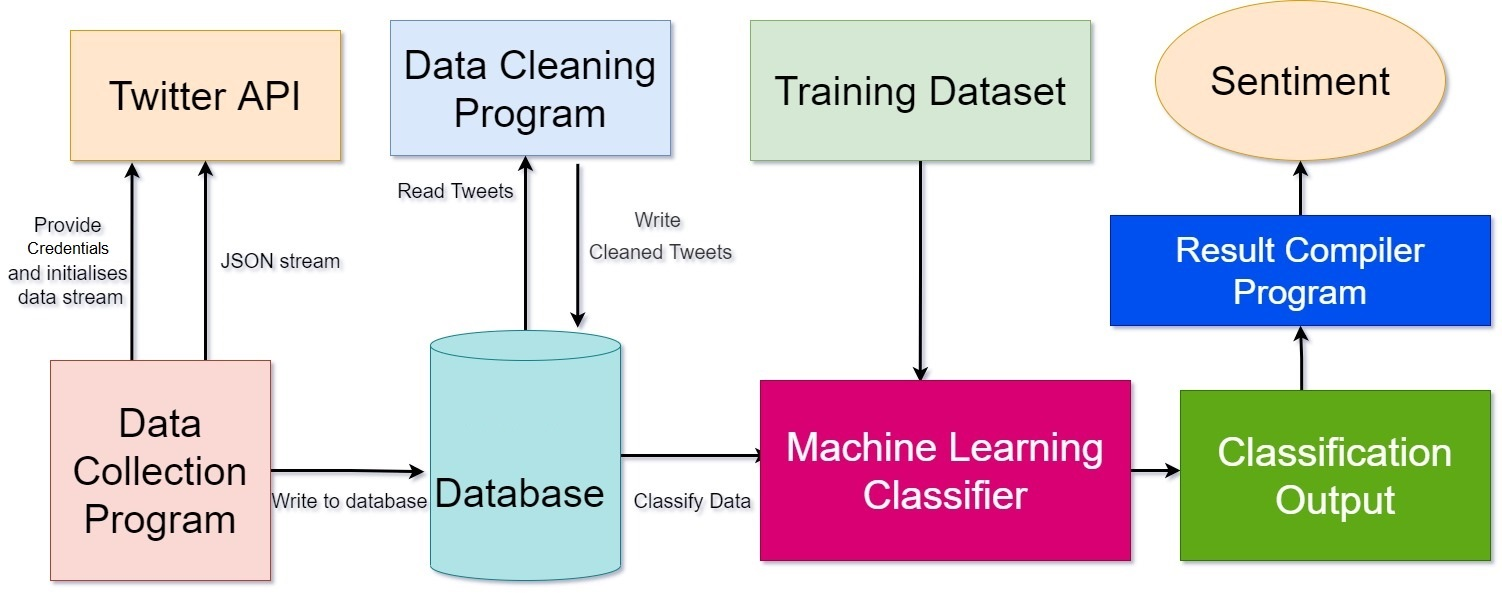 Twitter API
Data Cleaning
Program
Training Dataset
Sentiment
Read Tweets
Write
Cleaned Tweets
Provide
Credentials
and initialises
data stream
JSON stream
Result Compiler
Program
Data
Collection
Program
Write to database
Database
Classify Data
Machine Learning
Classifier
Classification
Output